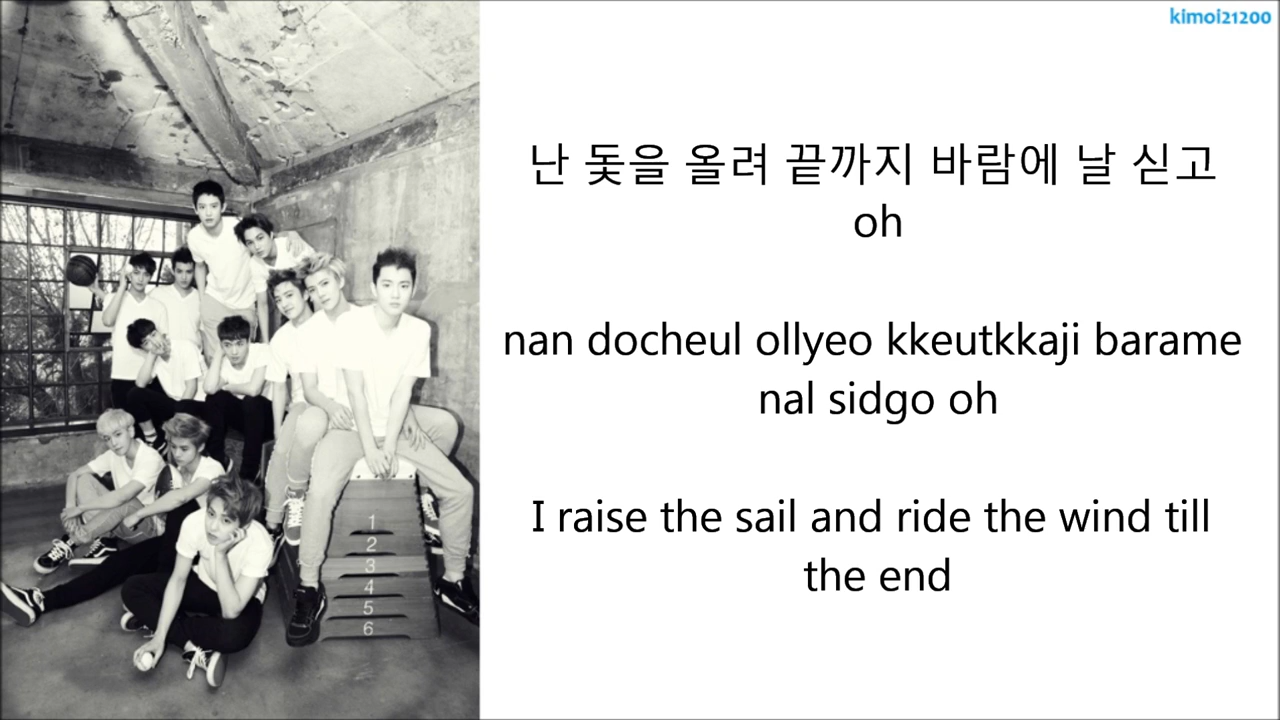 kimoi21200
난 돛을 올려 끝까지 바람에 날 싣고
oh
nan docheul ollyeo kkeutkkaji barame
nal sidgo oh
I raise the sail and ride the wind till
the end
1
2
3
4
5
6